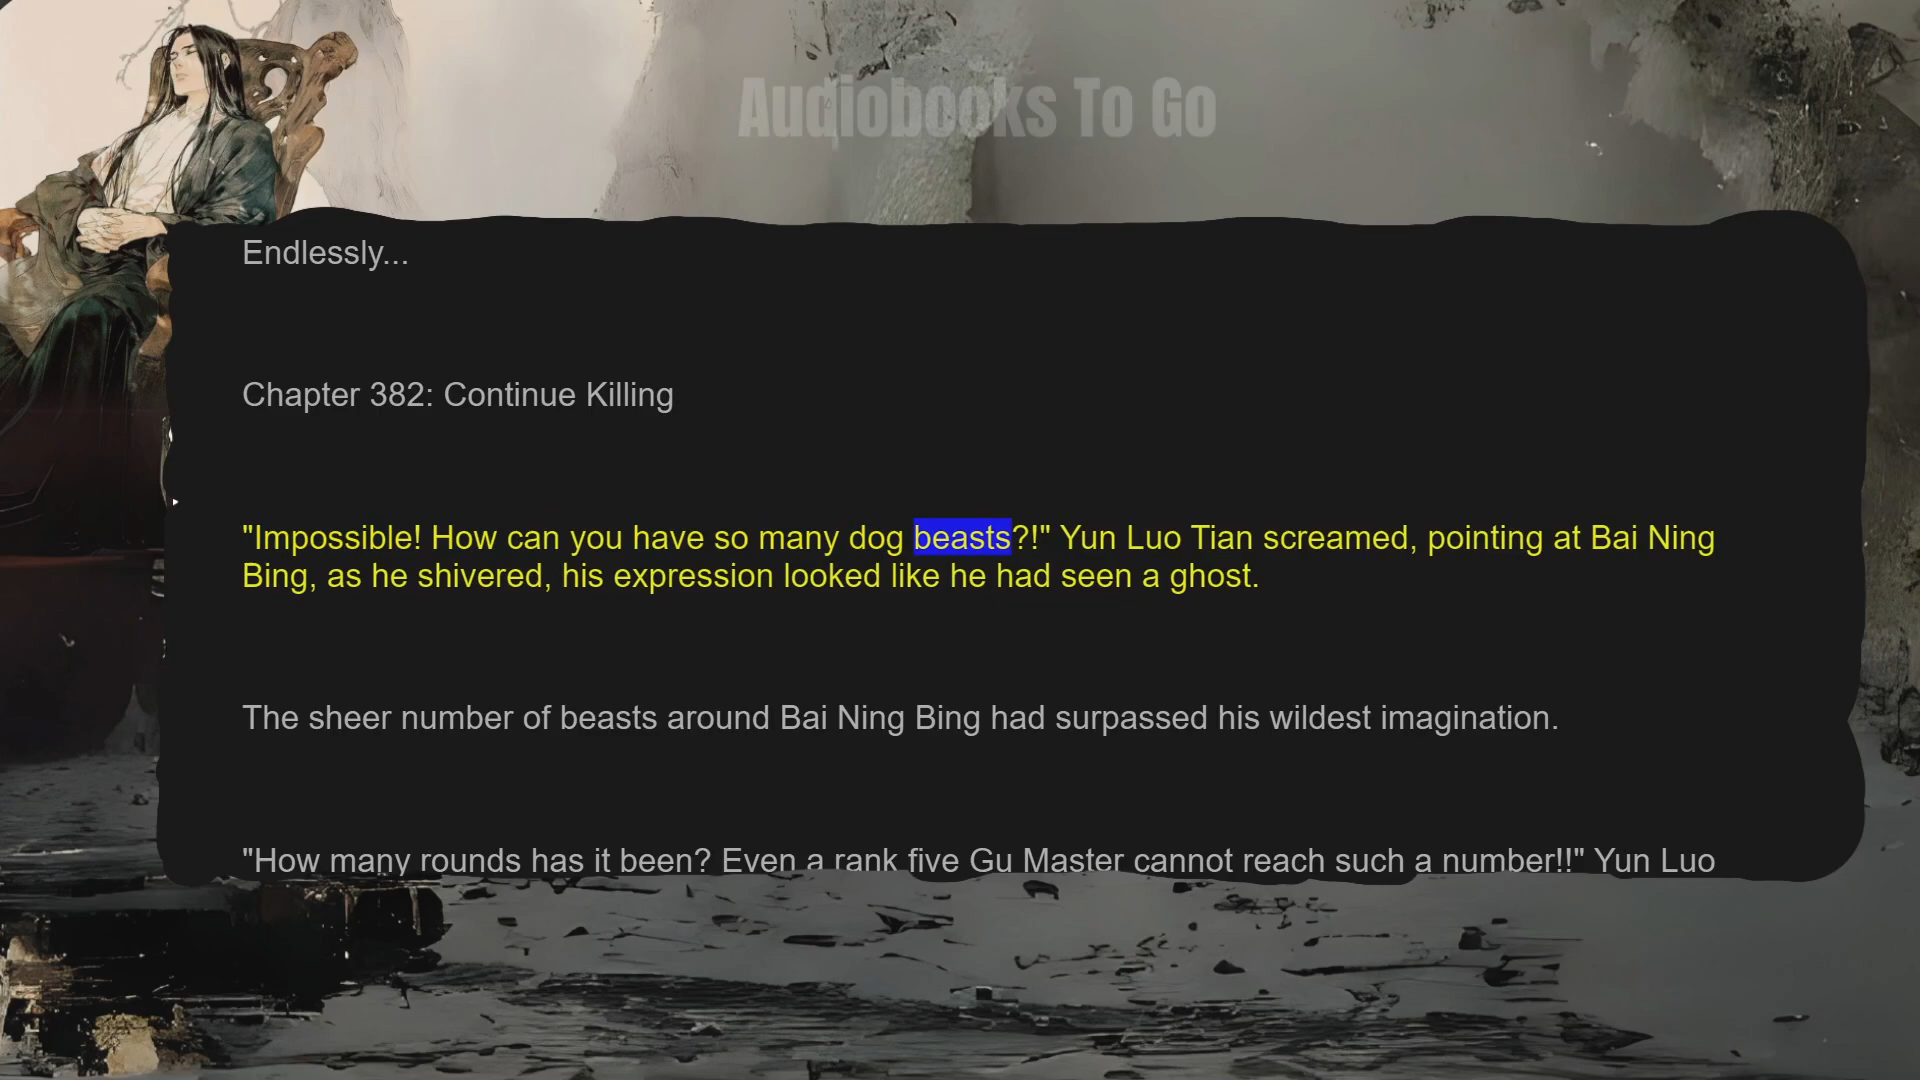 Audiobooks To Go
Endlessly...
Chapter 382: Continue Killing
"Impossible! How can you have so many dog beasts?!" Yun Luo Tian screamed, pointing at Bai Ning
Bing, as he shivered, his expression looked like he had seen a ghost.
The sheer number of beasts around Bai Ning Bing had surpassed his wildest imagination.
"How many rounds has it been? Even a rank five Gu Master cannot reach such a number!!" Yun Luo